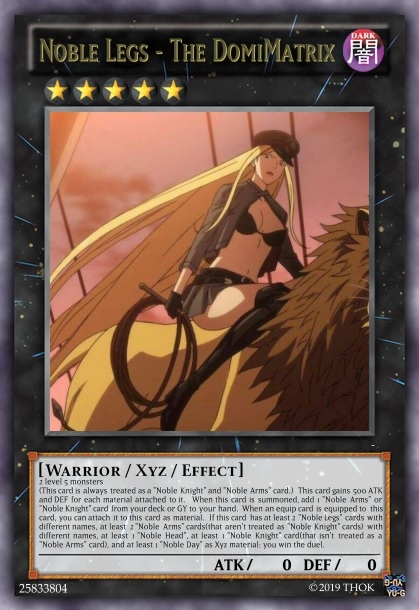 Noble Legs - The DomiMatrix
DARK
闇
[Warrior / Xyz / Effect]
2 level 5 monsters
(This card is always treated as a "Noble Knight" and "Noble Arms" card.) This card gains 500 ATK
and DEF for each material attached to it. When this card is summoned, add 1 "Noble Arms" or
"Noble Knight" card from your deck or GY to your hand. When an equip card is equipped to this
card, you can attach it to this card as material. If this card has at least 2 "Noble Legs" cards with
different names, at least 2 "Noble Arms" cards(that aren't treated as "Noble Knight" cards) with
different names, at least 1 "Noble Head", at least 1 "Noble Knight" card(that isn't treated as a
"Noble Arms" card), and at least 1 "Noble Day" as Xyz material: you win the duel.
ATK / 0 DEF / 0
25833804
©2019 THOK